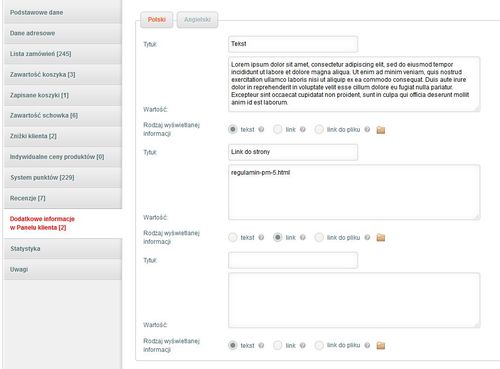 Podstawowe dane
Dane adresowe
Lista zamówień [245]
Zawartość koszyka [3]
Zapisane koszyki [1]
Zawartość schowka [6]
Zniżki klienta [2]
Indywidualne ceny produktów [0]
System punktów [229]
Recenzje [7]
Dodatkowe informacje
w Panelu klienta [2]
Statystyka
Uwagi
Polski Angielski
Tytuł: Tekst
Lorem ipsum dolor sit amet, consectetur adipiscing elit, sed do eiusmod tempor
incididunt ut labore et dolore magna aliqua. Ut enim ad minim veniam, quis nostrud
exercitation ullamco laboris nisi ut aliquip ex ea commodo consequat. Duis aute irure
dolor in reprehenderit in voluptate velit esse cillum dolore eu fugiat nulla pariatur.
Excepteur sint occaecat cupidatat non proident, sunt in culpa qui officia deserunt mollit
anim id est laborum.
Wartość:
Rodzaj wyświetlanej
informacji
tekst link link do pliku
Tytuł: Link do strony
regulamin-pm-5.html
Wartość:
Rodzaj wyświetlanej
informacji
tekst link link do pliku
Tytuł:
Wartość:
Rodzaj wyświetlanej
informacji
tekst link link do pliku